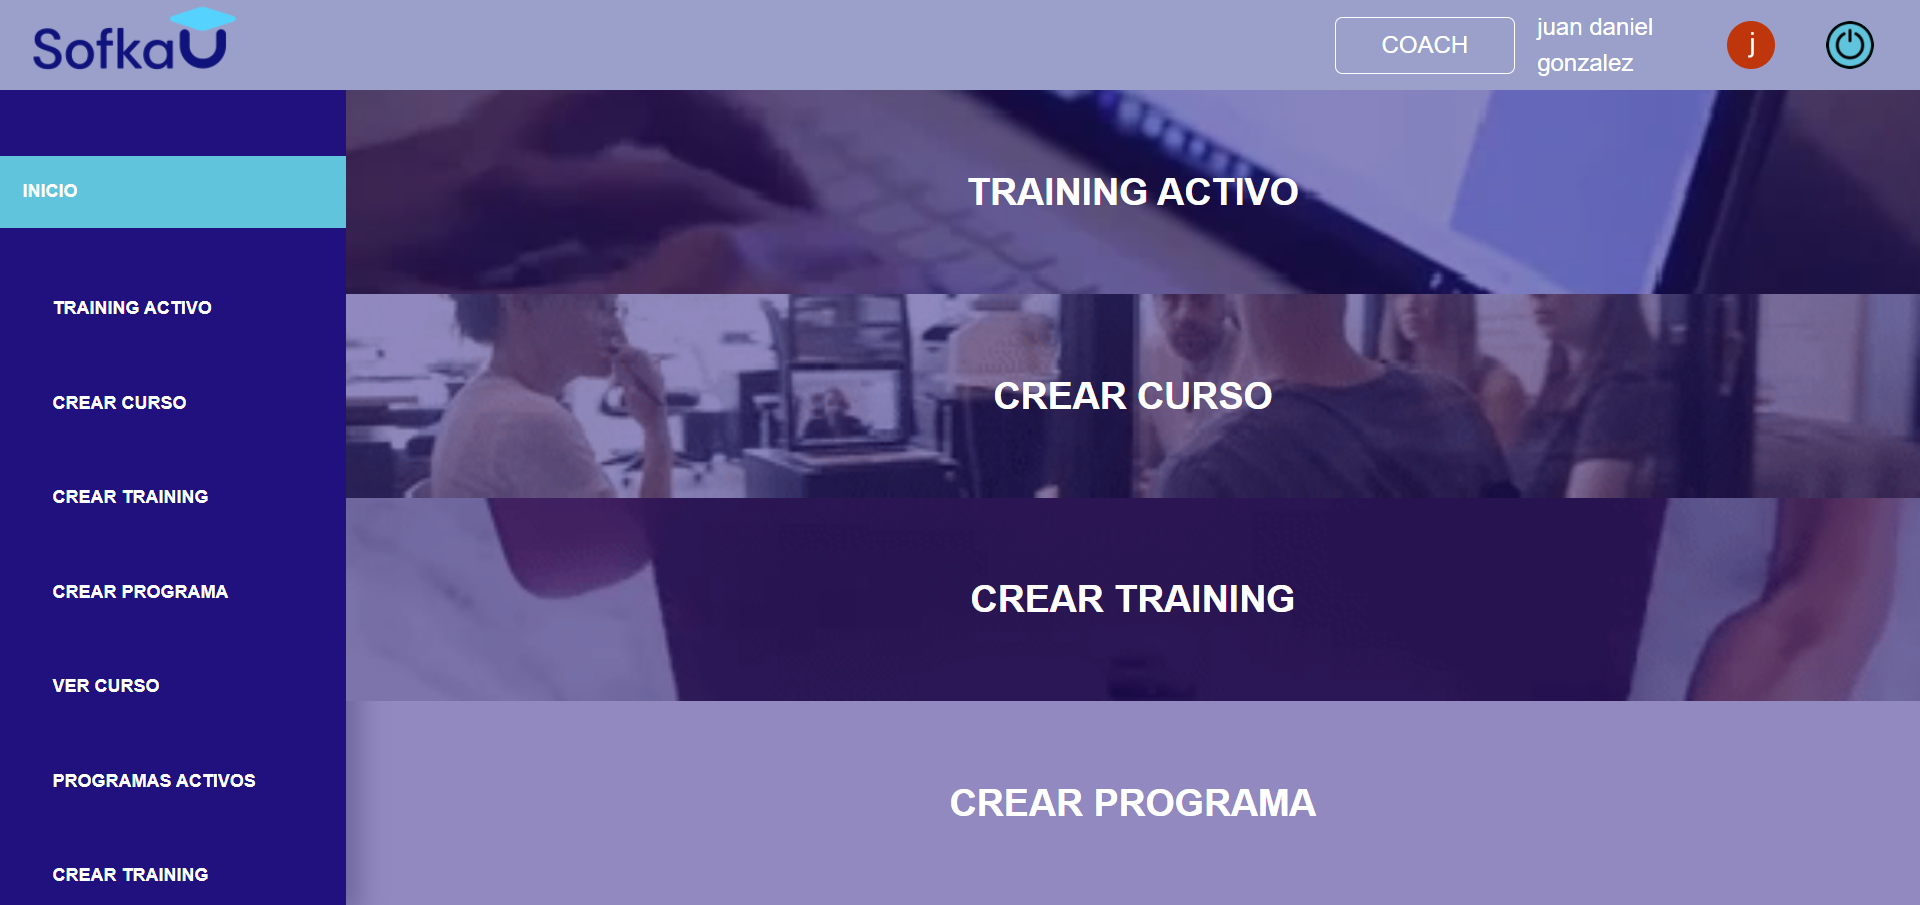 SofkaU
COACH
juan daniel
gonzalez
j
INICIO
TRAINING ACTIVO
CREAR CURSO
CREAR TRAINING
CREAR PROGRAMA
VER CURSO
PROGRAMAS ACTIVOS
CREAR TRAINING
TRAINING ACTIVO
CREAR CURSO
CREAR TRAINING
CREAR PROGRAMA